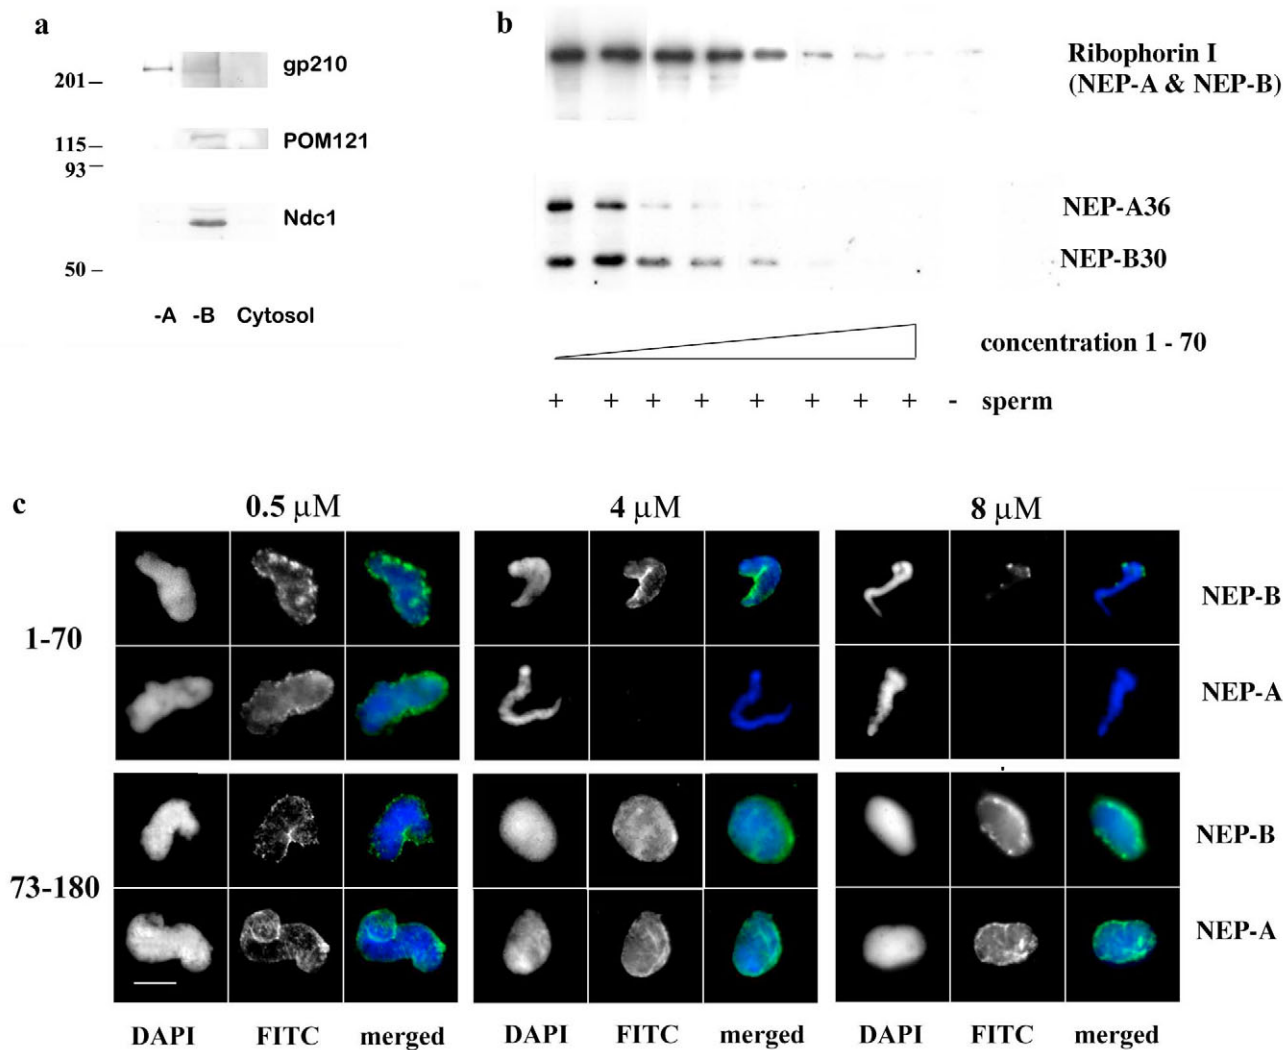 a
gp210
201
POM121
115
93
Ndc1
50
-A -B Cytosol
b
Ribophorin I
(NEP-A & NEP-B)
NEP-A36
NEP-B30
concentration 1 - 70
+ + + + + + + + - sperm
c
0.5 µM 4 µM 8 µM
1-70
NEP-B
NEP-A
73-180
NEP-B
NEP-A
DAPI FITC merged DAPI FITC merged DAPI FITC merged